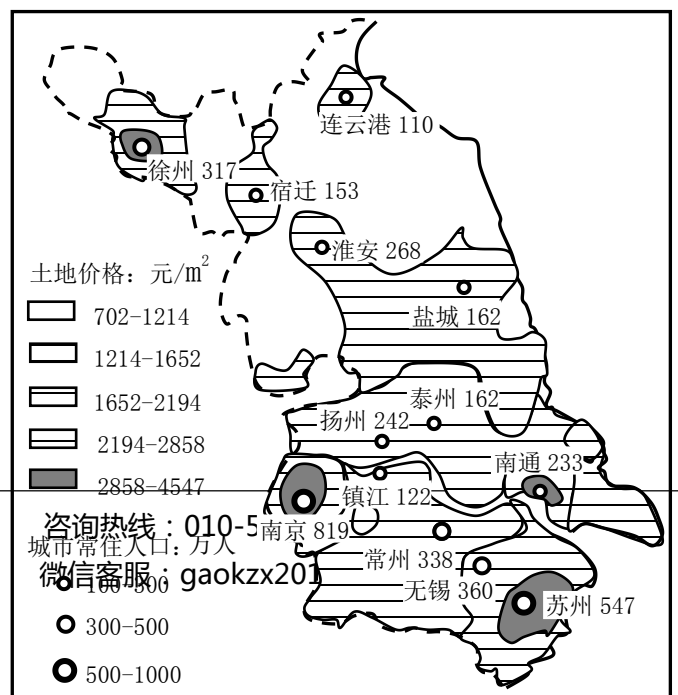 连云港 110
徐州 317
宿迁 153
淮安 268
土地价格：元/m²
702-1214
盐城 162
1214-1652
1652-2194
泰州 162
扬州 242
2194-2858
南通 233
2858-4547
镇江 122
咨询热线：010-5
南京 819
城市常住人口：万人
常州 338
微信客服：gaokzx201
无锡 360
苏州 547
300-500
500-1000